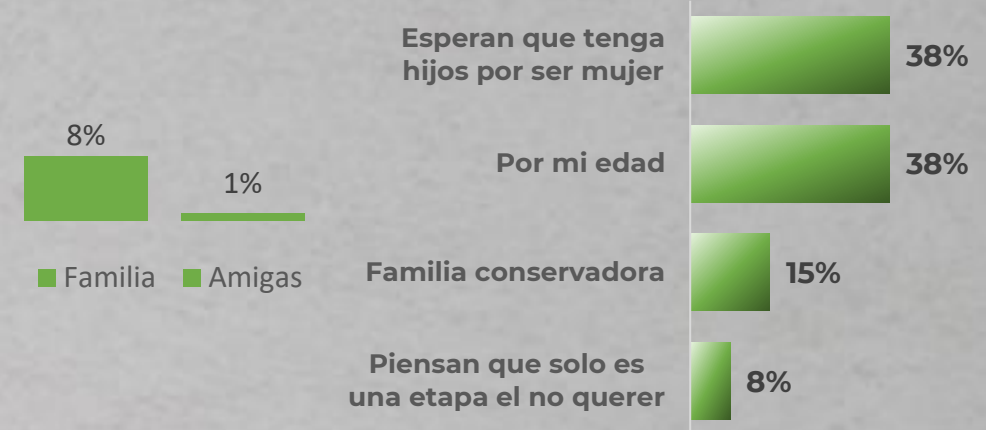 8%
1%
Familia
Amigas
Esperan que tenga
hijos por ser mujer
38%
Por mi edad
38%
Familia conservadora
15%
Piensan que solo es
una etapa el no querer
8%